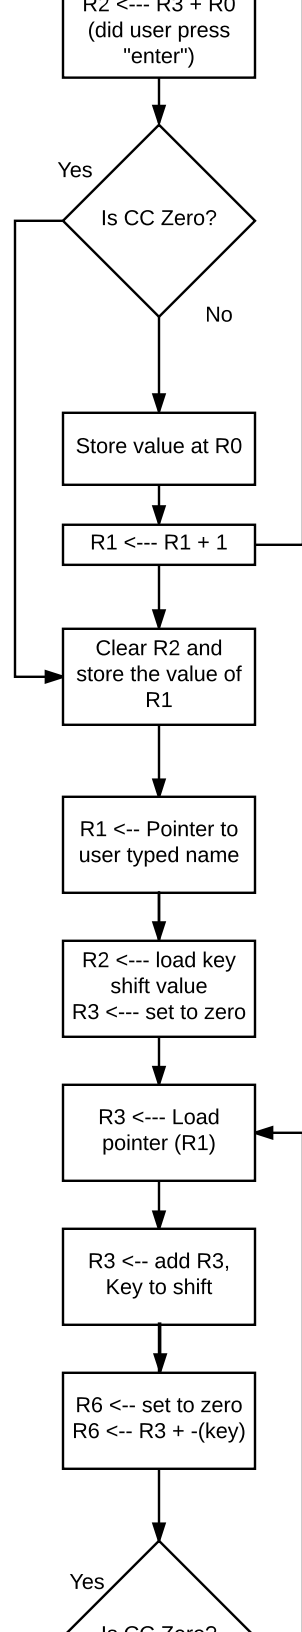 R2 <--- R3 + R0
(did user press
"enter")
Yes
Is CC Zero?
No
Store value at R0
R1 <--- R1 + 1
Clear R2 and
store the value of
R1
R1 <-- Pointer to
user typed name
R2 <--- load key
shift value
R3 <--- set to zero
R3 <--- Load
pointer (R1)
R3 <-- add R3,
Key to shift
R6 <-- set to zero
R6 <-- R3 + -(key)
Yes
Is CC Zero?